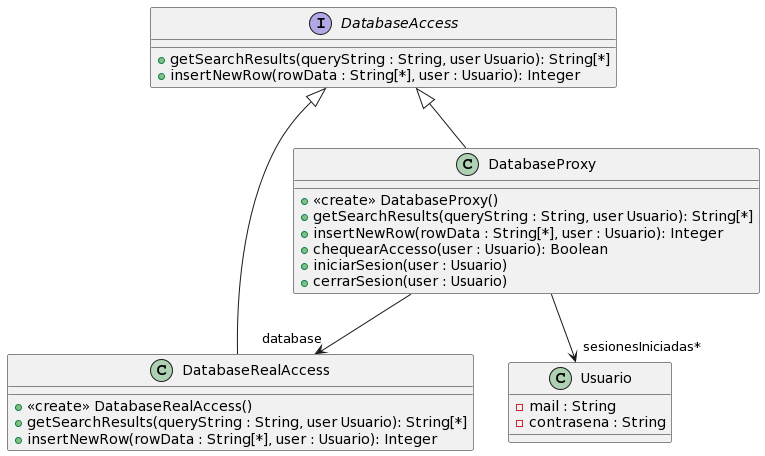 I DatabaseAccess
getSearchResults(queryString : String, user Usuario): String[*]
insertNewRow(rowData : String[*], user : Usuario): Integer
C DatabaseProxy
«create» DatabaseProxy()
getSearchResults(queryString : String, user Usuario): String[*]
insertNewRow(rowData : String[*], user : Usuario): Integer
chequearAccesso(user : Usuario): Boolean
iniciarSesion(user : Usuario)
cerrarSesion(user : Usuario)
database
sesionesIniciadas*
C DatabaseRealAccess
«create» DatabaseRealAccess()
getSearchResults(queryString : String, user Usuario): String[*]
insertNewRow(rowData : String[*], user : Usuario): Integer
C Usuario
mail : String
contrasena : String